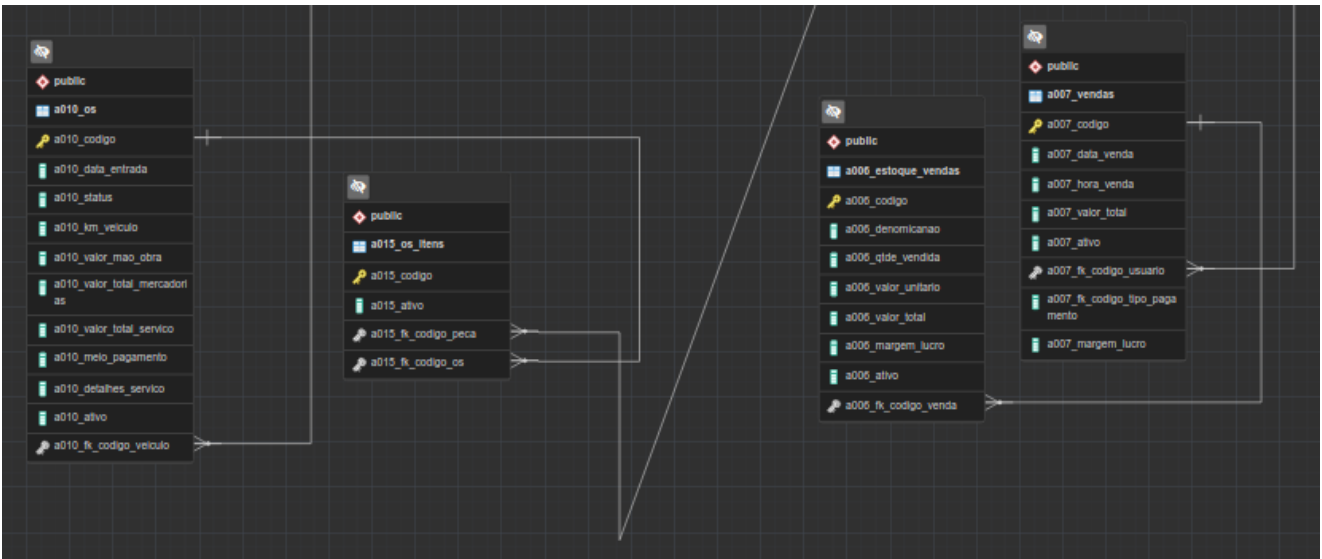 public
a010_os
a010_codigo
a010_data_entrada
a010_status
a010_km_veiculo
a010_valor_mao_obra
a010_valor_total_mercadori
as
a010_valor_total_servico
a010_meio_pagamento
a010_detalhes_servico
a010_ativo
a010_fk_codigo_veiculo
public
a015_os_itens
a015_codigo
a015_ativo
a015_fk_codigo_peca
a015_fk_codigo_os
public
a006_estoque_vendas
a006_codigo
a006_denomicanao
a006_qtde_vendida
a006_valor_unitario
a006_valor_total
a006_margem_lucro
a006_ativo
a006_fk_codigo_venda
public
a007_vendas
a007_codigo
a007_data_venda
a007_hora_venda
a007_valor_total
a007_ativo
a007_fk_codigo_usuario
a007_fk_codigo_tipo_paga
mento
a007_margem_lucro